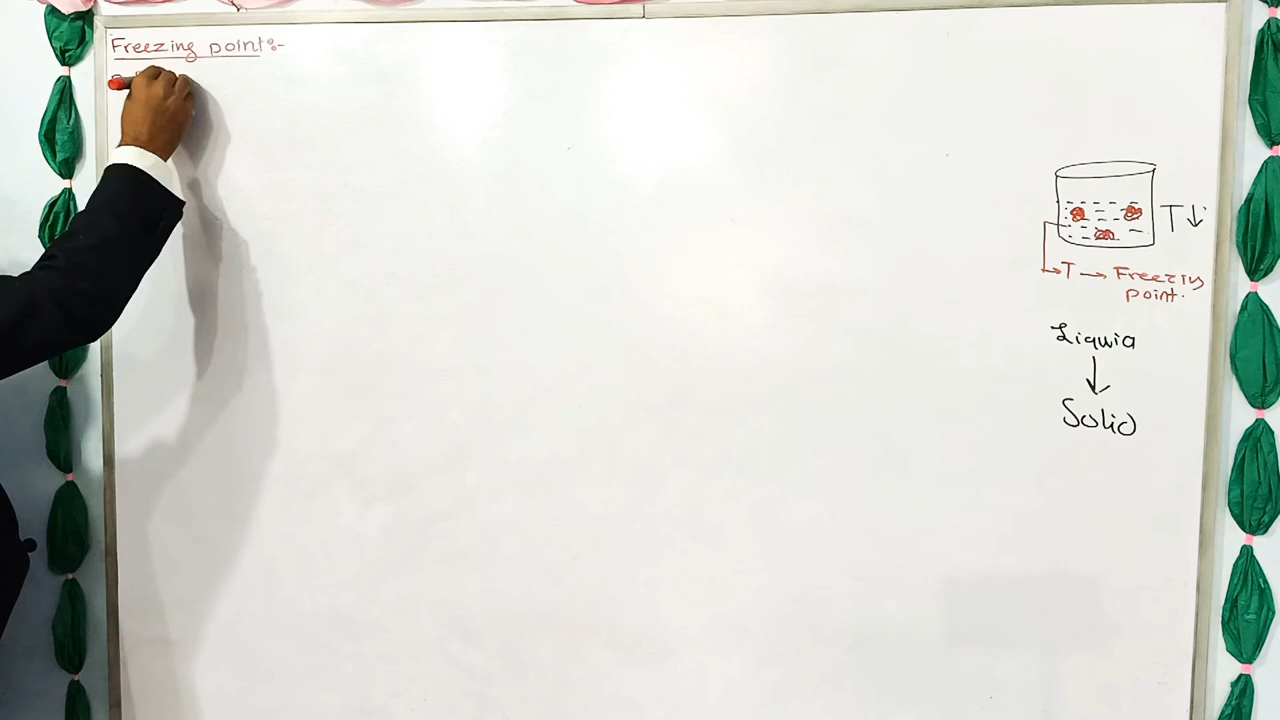 Freezing point:-
T↓
T → Freezing
point.
Liquid
↓
Solid